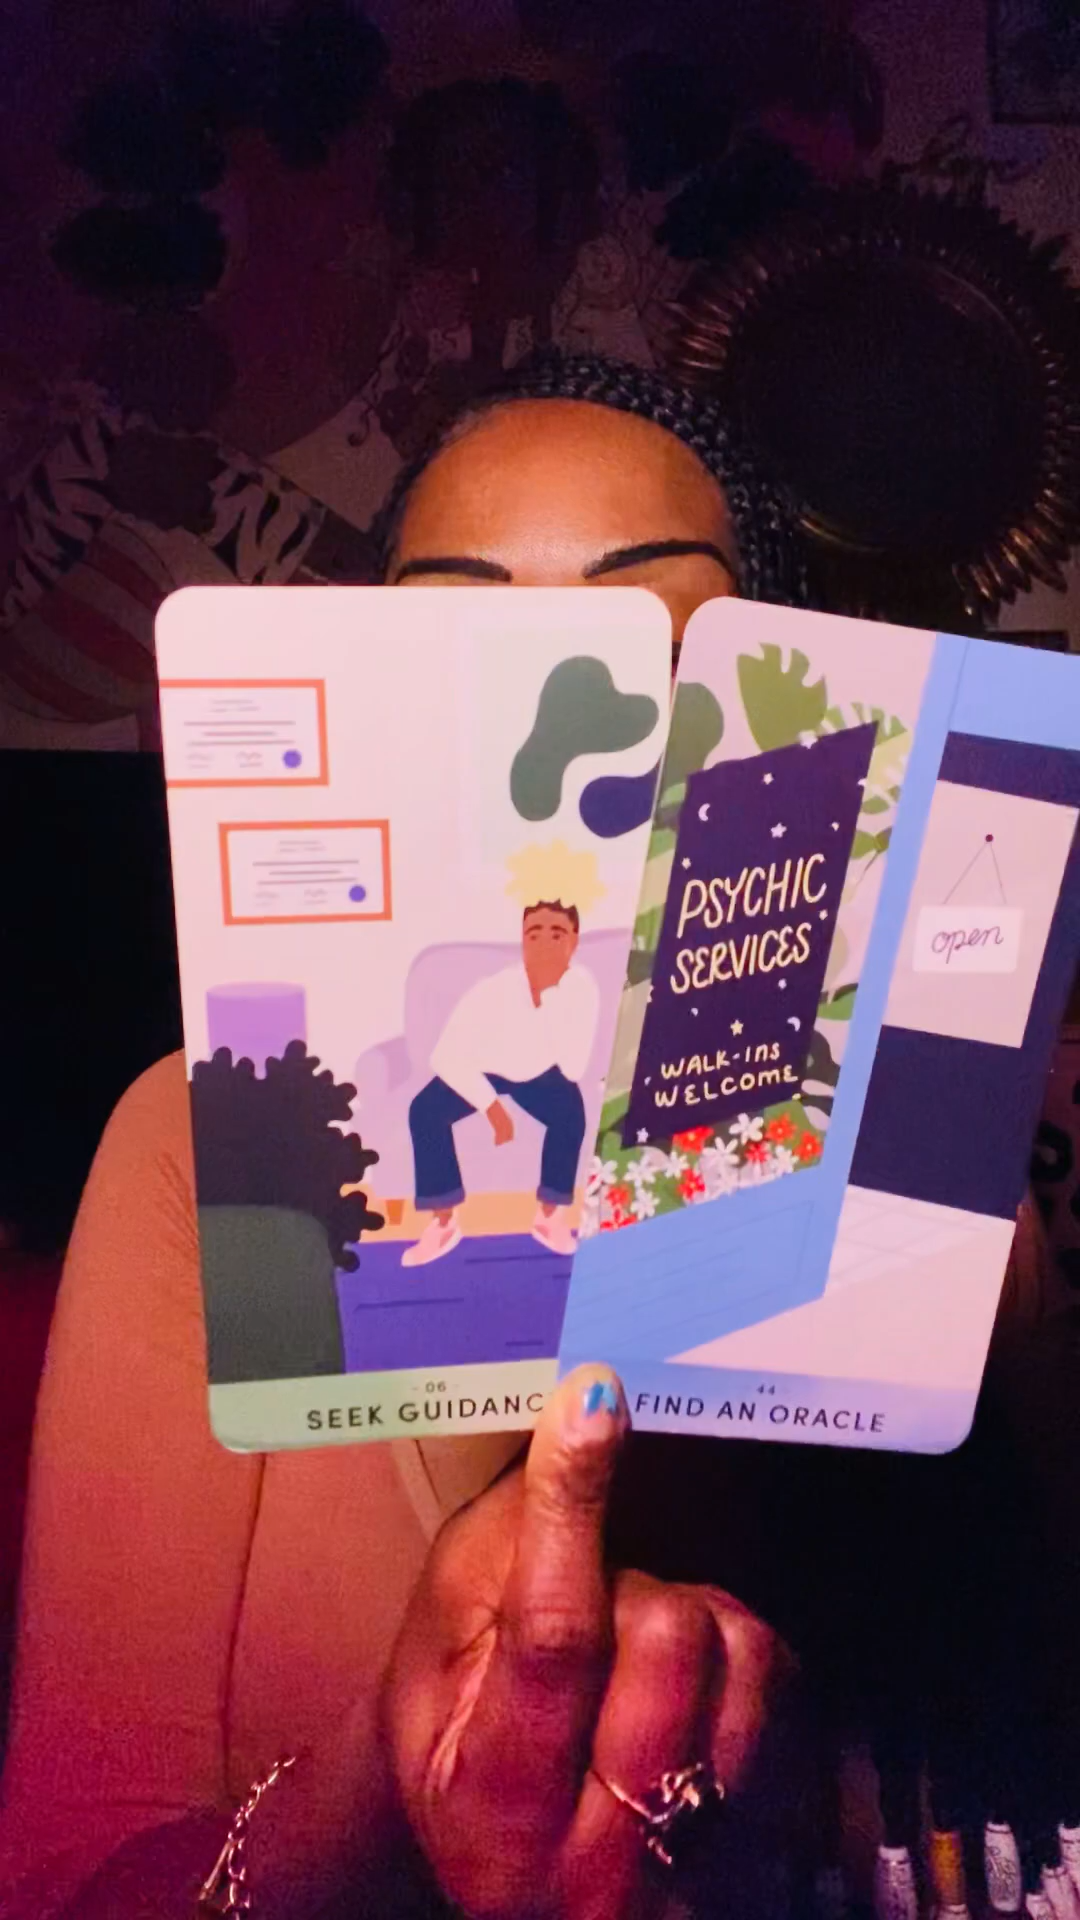 PSYCHIC
SERVICES
WALK-INS
WELCOME
open
- 06 -
SEEK GUIDANC
- 44 -
FIND AN ORACLE